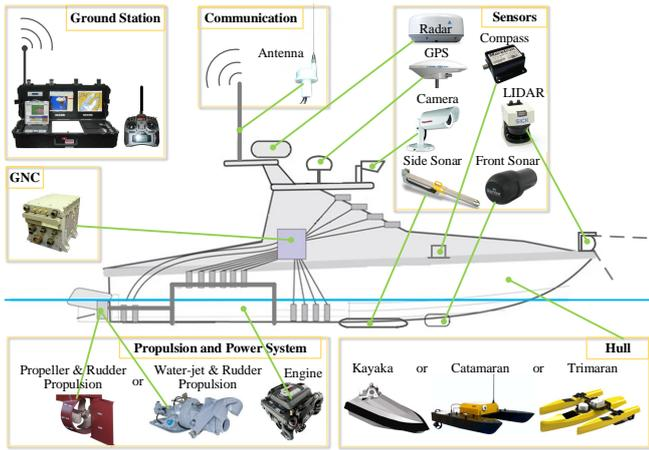 Ground Station
Communication
Antenna
Sensors
Radar
GPS
Compass
Camera
LIDAR
SICK
Side Sonar
Front Sonar
GNC
Propulsion and Power System
Propeller & Rudder
Propulsion
or
Water-jet & Rudder
Propulsion
Engine
Hull
Kayaka
or
Catamaran
or
Trimaran